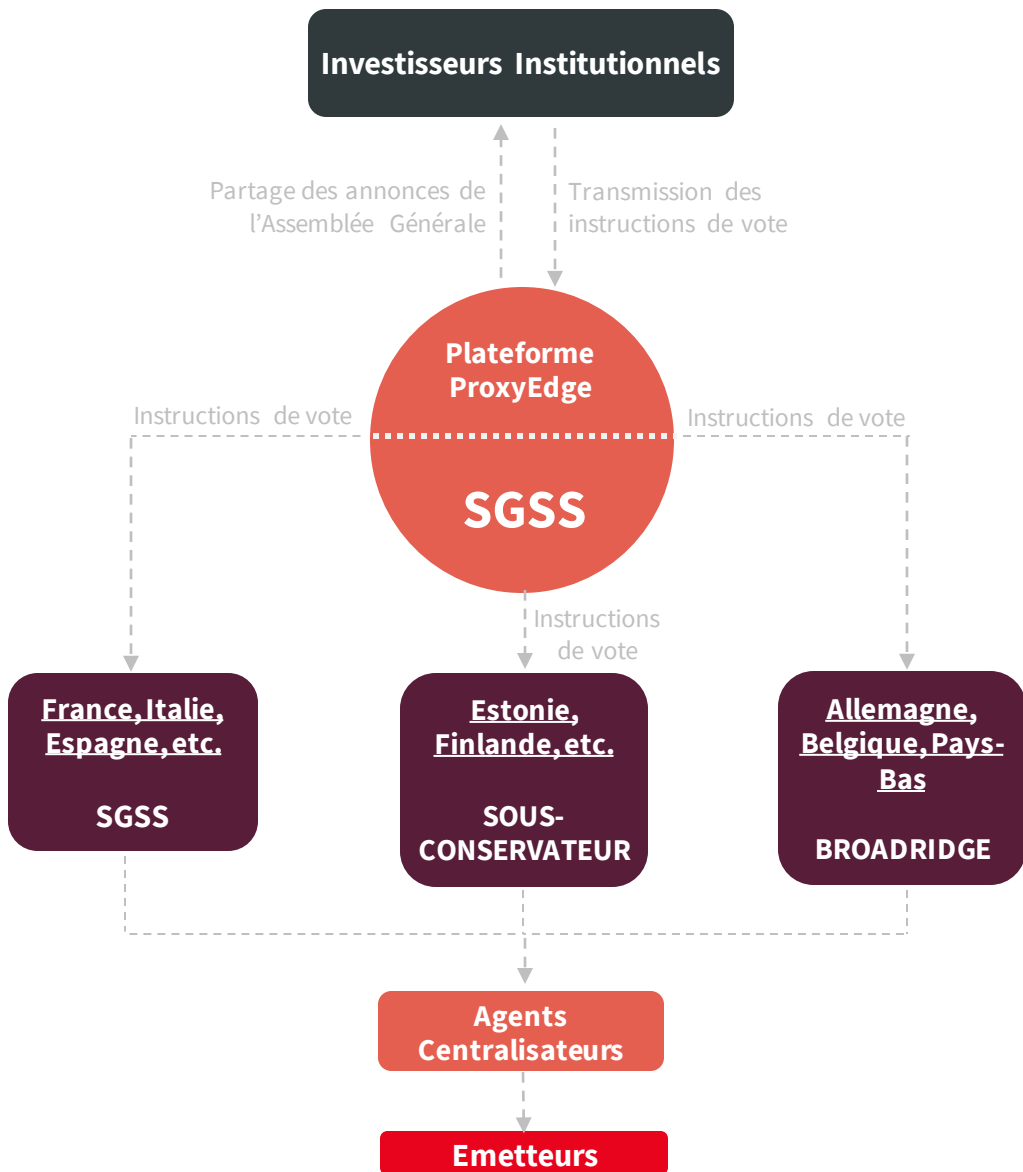 Investisseurs Institutionnels
Partage des annonces de
l'Assemblée Générale
Transmission des
instructions de vote
Plateforme
ProxyEdge
Instructions de vote
Instructions de vote
SGSS
Instructions
de vote
France, Italie,
Espagne, etc.
SGSS
Estonie,
Finlande, etc.
SOUS-
CONSERVATEUR
Allemagne,
Belgique, Pays-
Bas
BROADRIDGE
Agents
Centralisateurs
Emetteurs